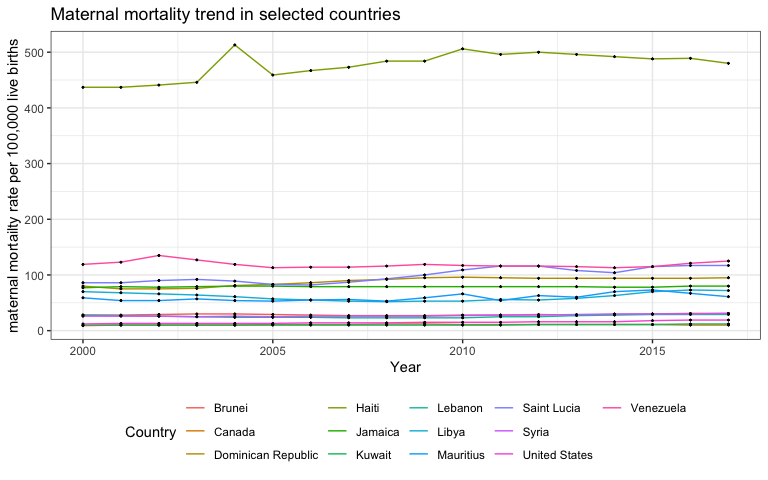 Maternal mortality trend in selected countries
maternal mortailty rate per 100,000 live births
500
400
300
200
100
0
2000 2005 2010 2015
Year
Country
Brunei Haiti Lebanon Saint Lucia Venezuela
Canada Jamaica Libya Syria
Dominican Republic Kuwait Mauritius United States